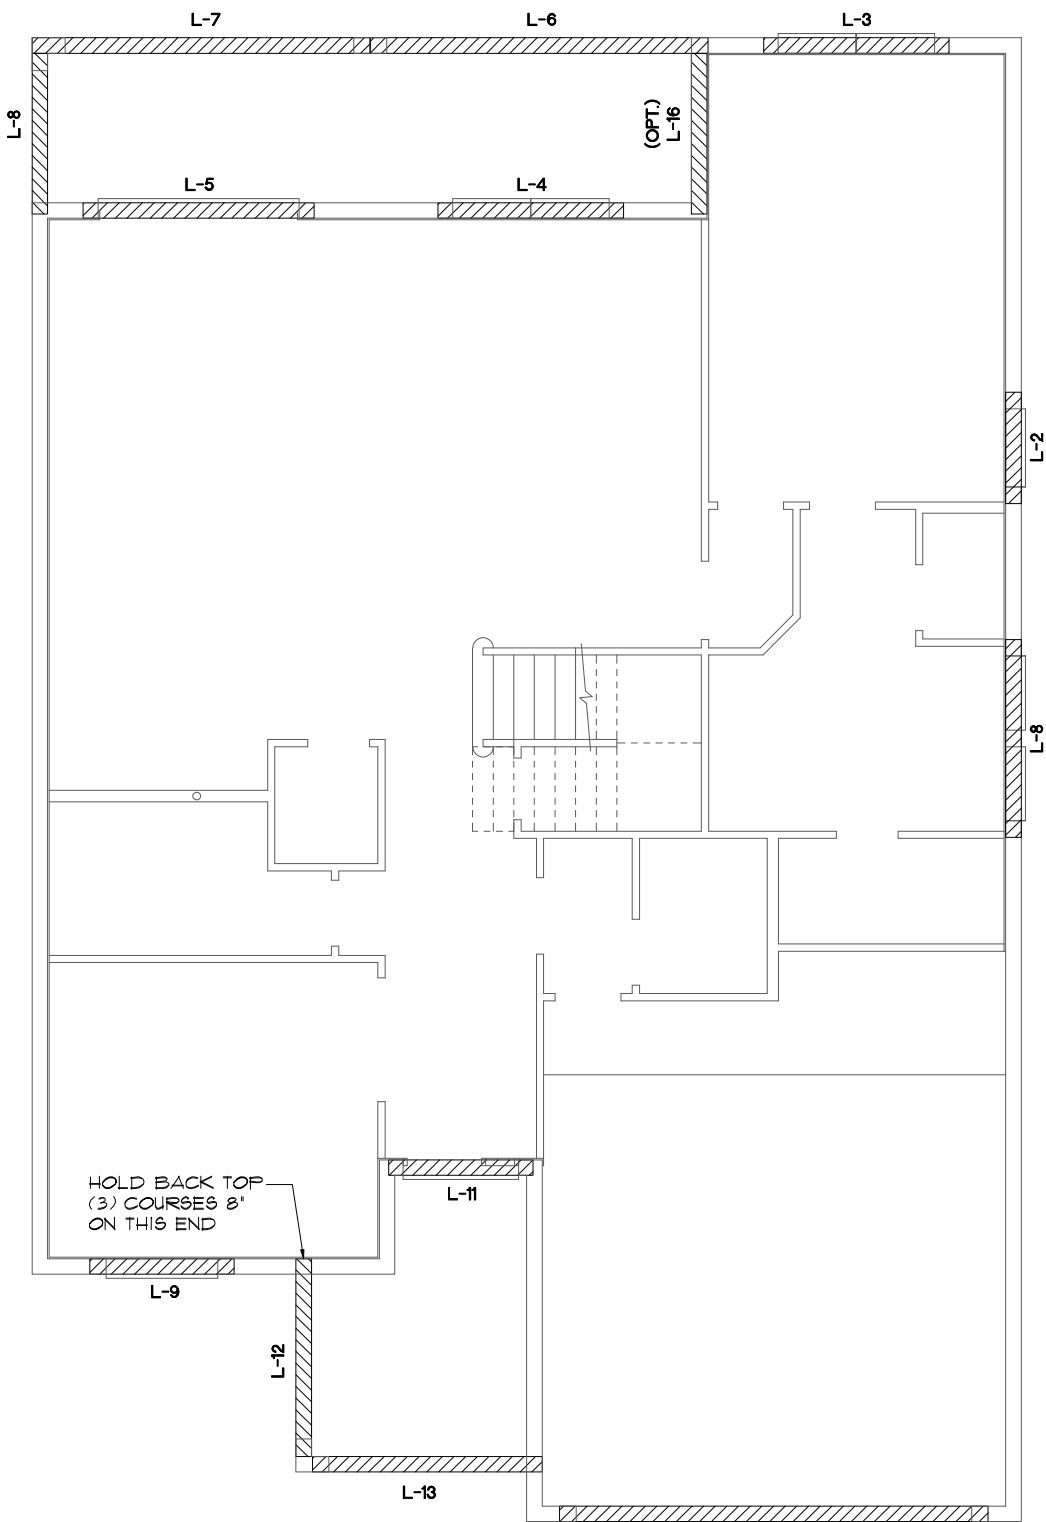 L-7
L-6
L-3
L-8
(OPT.)
L-16
L-5
L-4
L-2
L-8
HOLD BACK TOP
(3) COURSES 8"
ON THIS END
L-11
L-9
L-12
L-13